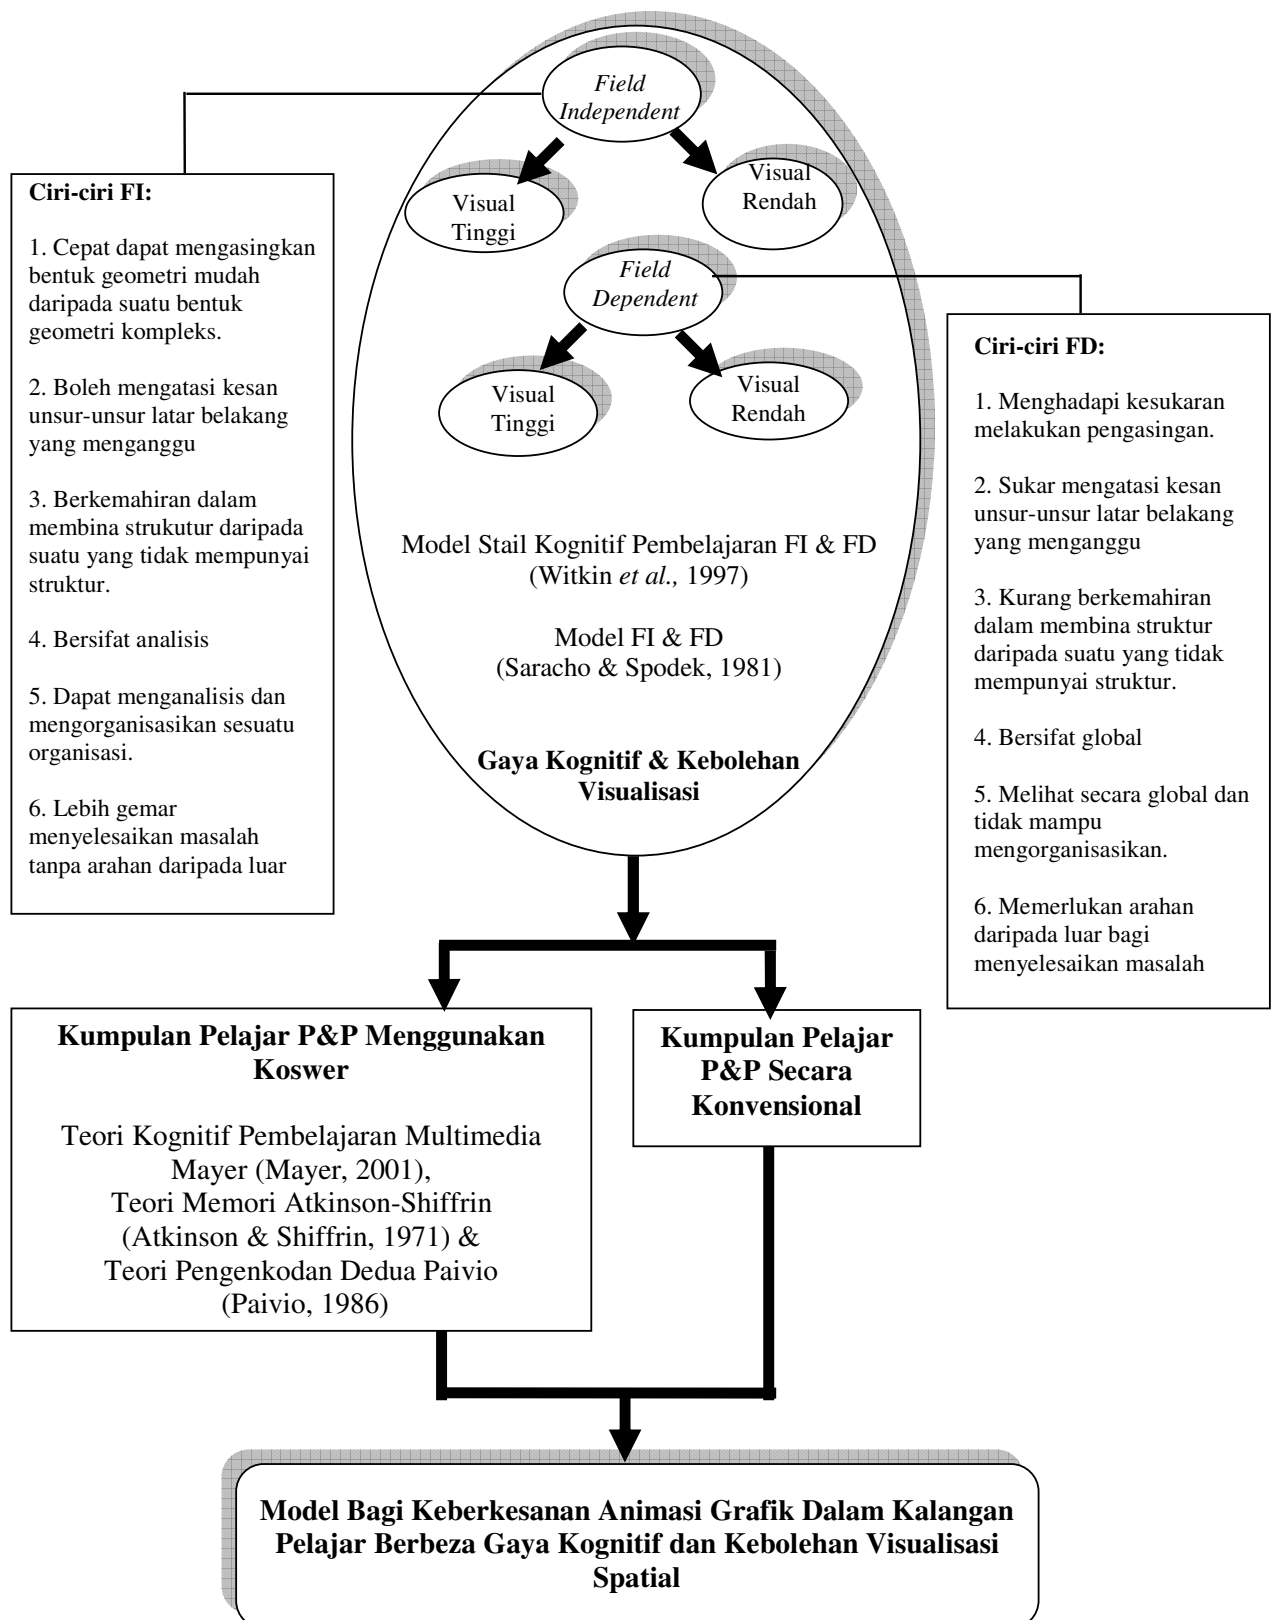 Field
Independent
Visual
Tinggi
Visual
Rendah
Field
Dependent
Visual
Tinggi
Visual
Rendah
Model Stail Kognitif Pembelajaran FI & FD
(Witkin et al., 1997)
Model FI & FD
(Saracho & Spodek, 1981)
Gaya Kognitif & Kebolehan
Visualisasi
Ciri-ciri FI:
1. Cepat dapat mengasingkan
bentuk geometri mudah
daripada suatu bentuk
geometri kompleks.
2. Boleh mengatasi kesan
unsur-unsur latar belakang
yang menganggu
3. Berkemahiran dalam
membina strukutur daripada
suatu yang tidak mempunyai
struktur.
4. Bersifat analisis
5. Dapat menganalisis dan
mengorganisasikan sesuatu
organisasi.
6. Lebih gemar
menyelesaikan masalah
tanpa arahan daripada luar
Ciri-ciri FD:
1. Menghadapi kesukaran
melakukan pengasingan.
2. Sukar mengatasi kesan
unsur-unsur latar belakang
yang menganggu
3. Kurang berkemahiran
dalam membina struktur
daripada suatu yang tidak
mempunyai struktur.
4. Bersifat global
5. Melihat secara global dan
tidak mampu
mengorganisasikan.
6. Memerlukan arahan
daripada luar bagi
menyelesaikan masalah
Kumpulan Pelajar P&P Menggunakan
Koswer
Teori Kognitif Pembelajaran Multimedia
Mayer (Mayer, 2001),
Teori Memori Atkinson-Shiffrin
(Atkinson & Shiffrin, 1971) &
Teori Pengenkodan Dedua Paivio
(Paivio, 1986)
Kumpulan Pelajar
P&P Secara
Konvensional
Model Bagi Keberkesanan Animasi Grafik Dalam Kalangan
Pelajar Berbeza Gaya Kognitif dan Kebolehan Visualisasi
Spatial